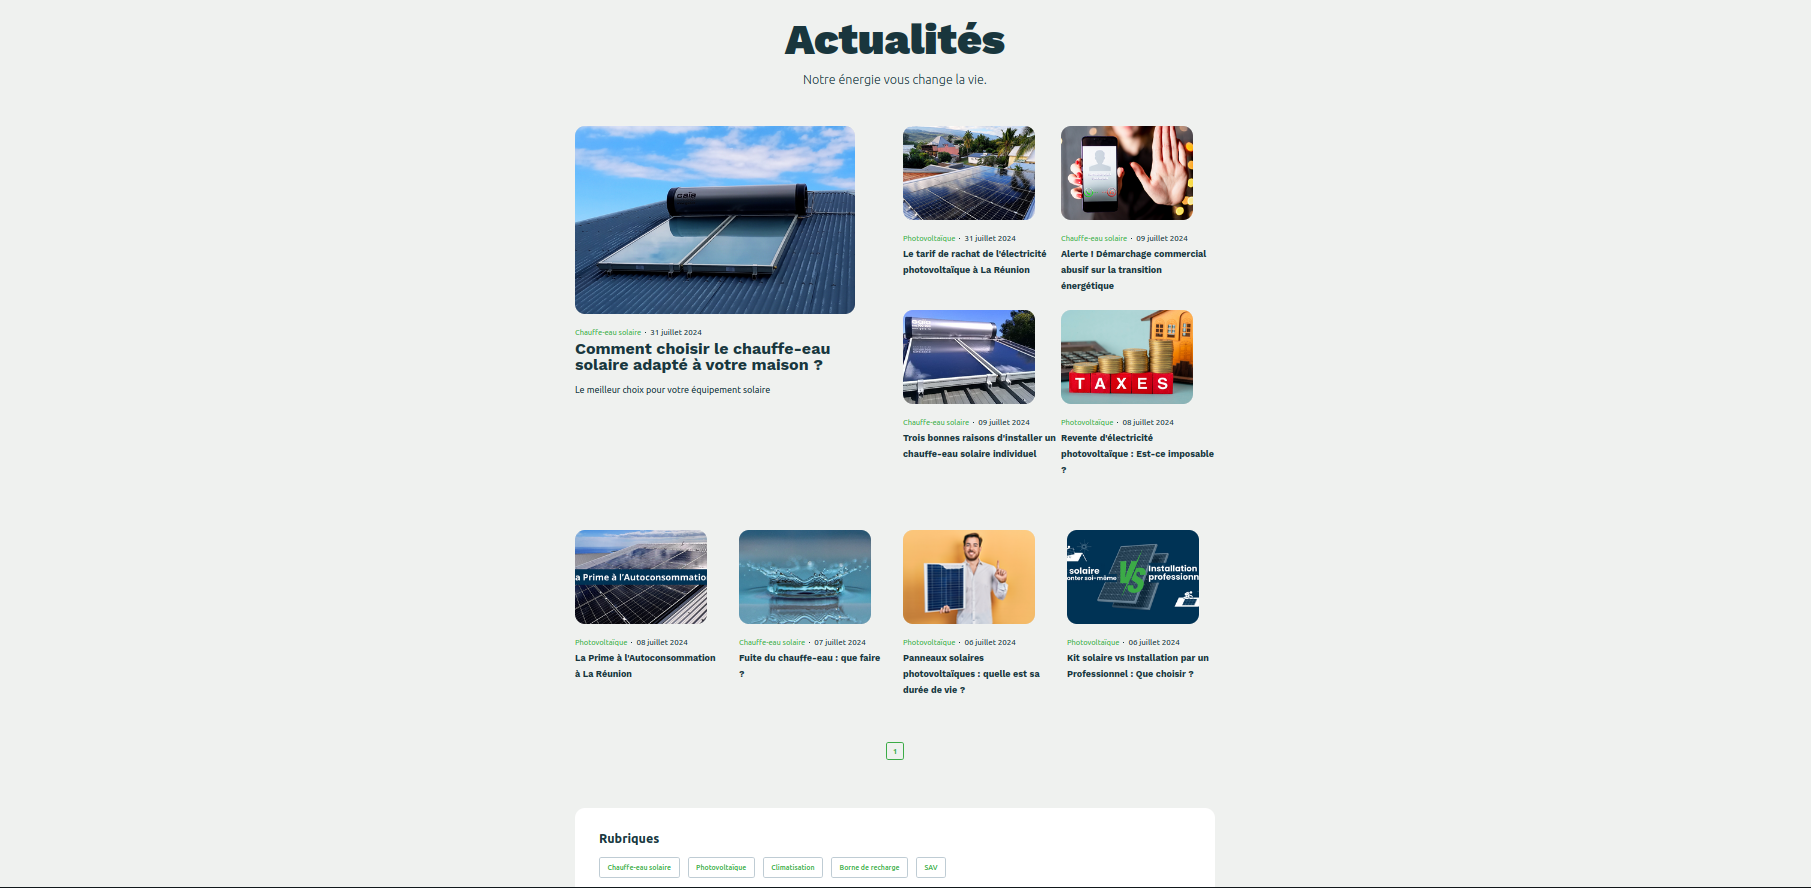 Actualités
Notre énergie vous change la vie.
GAÏA
Chauffe-eau solaire · 31 juillet 2024
Comment choisir le chauffe-eau
solaire adapté à votre maison ?
Le meilleur choix pour votre équipement solaire
Photovoltaïque · 31 juillet 2024
Le tarif de rachat de l'électricité
photovoltaïque à La Réunion
Chauffe-eau solaire · 09 juillet 2024
Alerte ! Démarchage commercial
abusif sur la transition
énergétique
Chauffe-eau solaire · 09 juillet 2024
Trois bonnes raisons d'installer un
chauffe-eau solaire individuel
TAXES
Photovoltaïque · 08 juillet 2024
Revente d'électricité
photovoltaïque : Est-ce imposable
?
a Prime à l'Autoconsommatio
Photovoltaïque · 08 juillet 2024
La Prime à l'Autoconsommation
à La Réunion
Chauffe-eau solaire · 07 juillet 2024
Fuite du chauffe-eau : que faire
?
Photovoltaïque · 06 juillet 2024
Panneaux solaires
photovoltaïques : quelle est sa
durée de vie ?
solaire
onter soi-même
VS
Installation
professionn
Photovoltaïque · 06 juillet 2024
Kit solaire vs Installation par un
Professionnel : Que choisir ?
1
Rubriques
Chauffe-eau solaire
Photovoltaïque
Climatisation
Borne de recharge
SAV